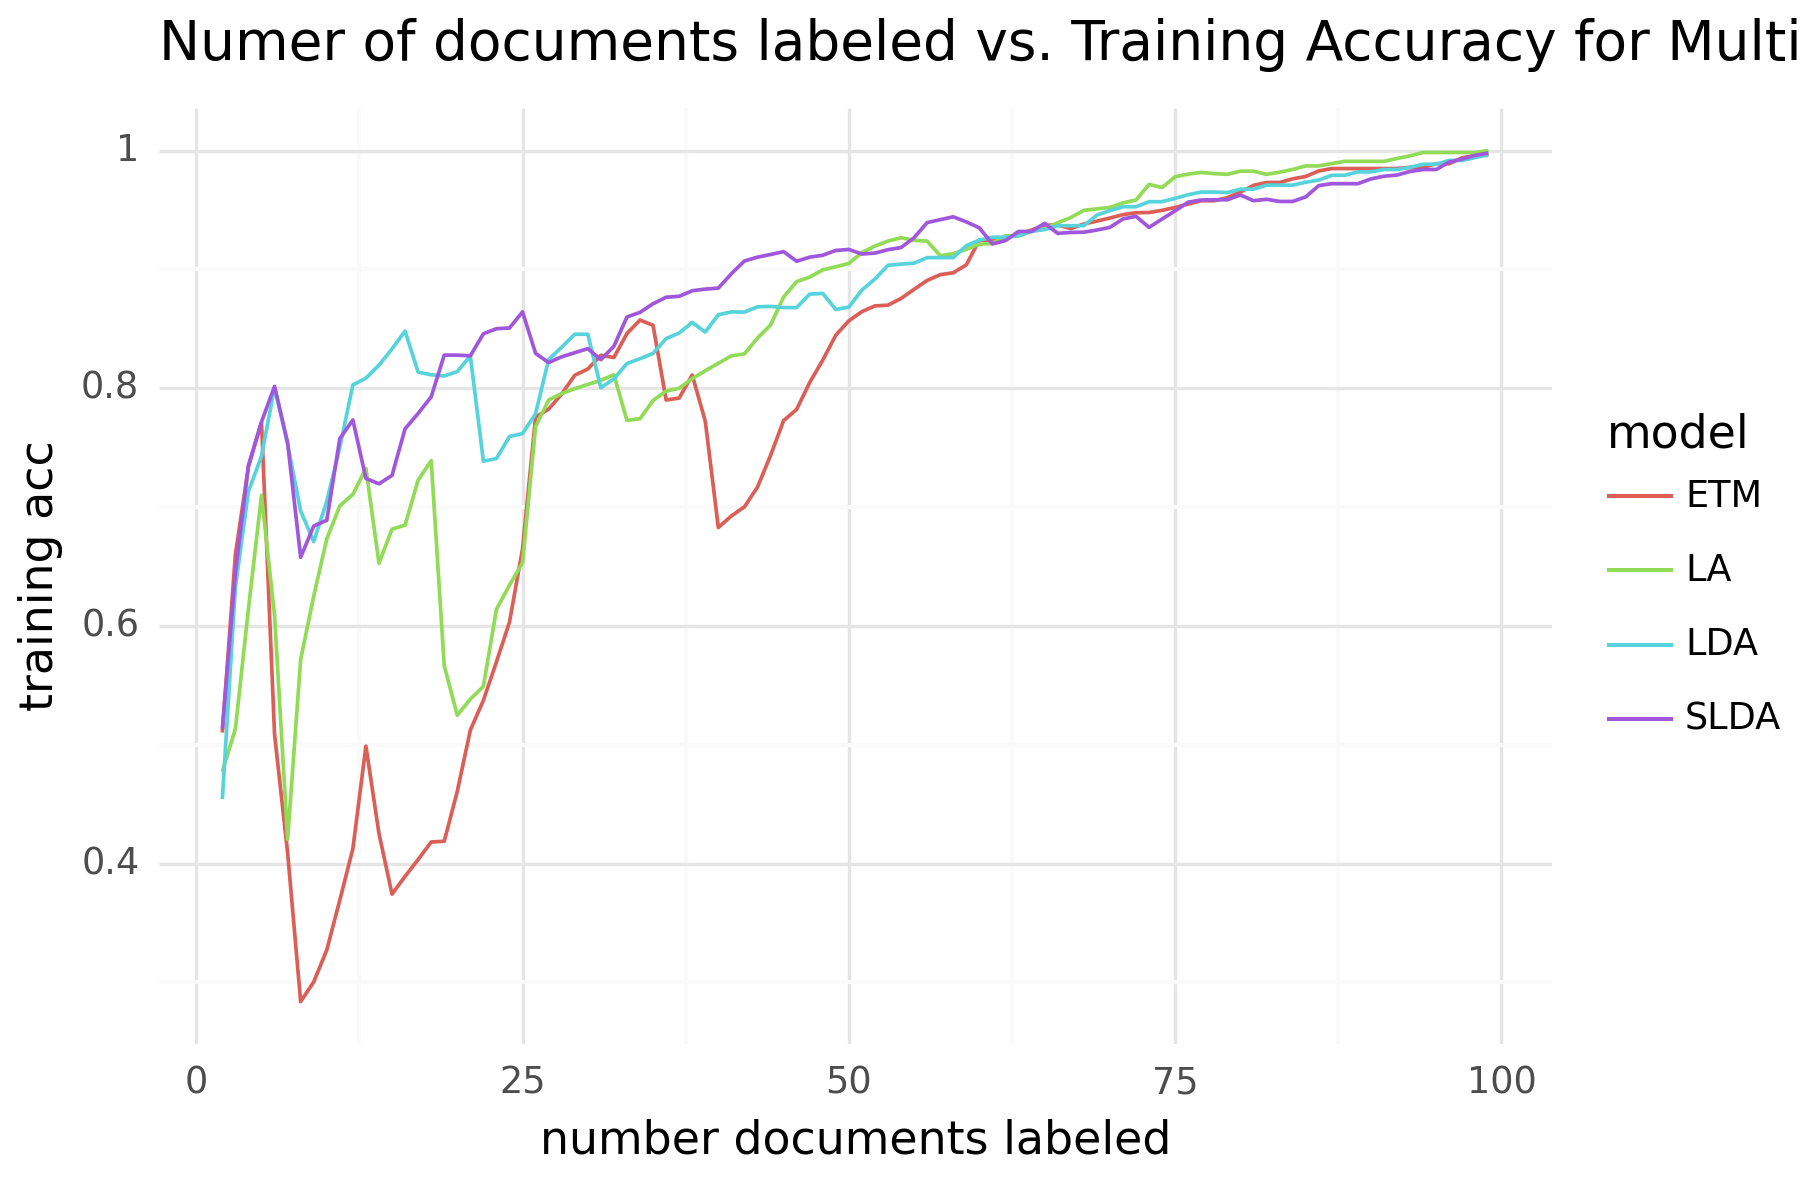 Numer of documents labeled vs. Training Accuracy for Multi
1
0.8
0.6
0.4
training acc
0
25
50
75
100
number documents labeled
model
ETM
LA
LDA
SLDA